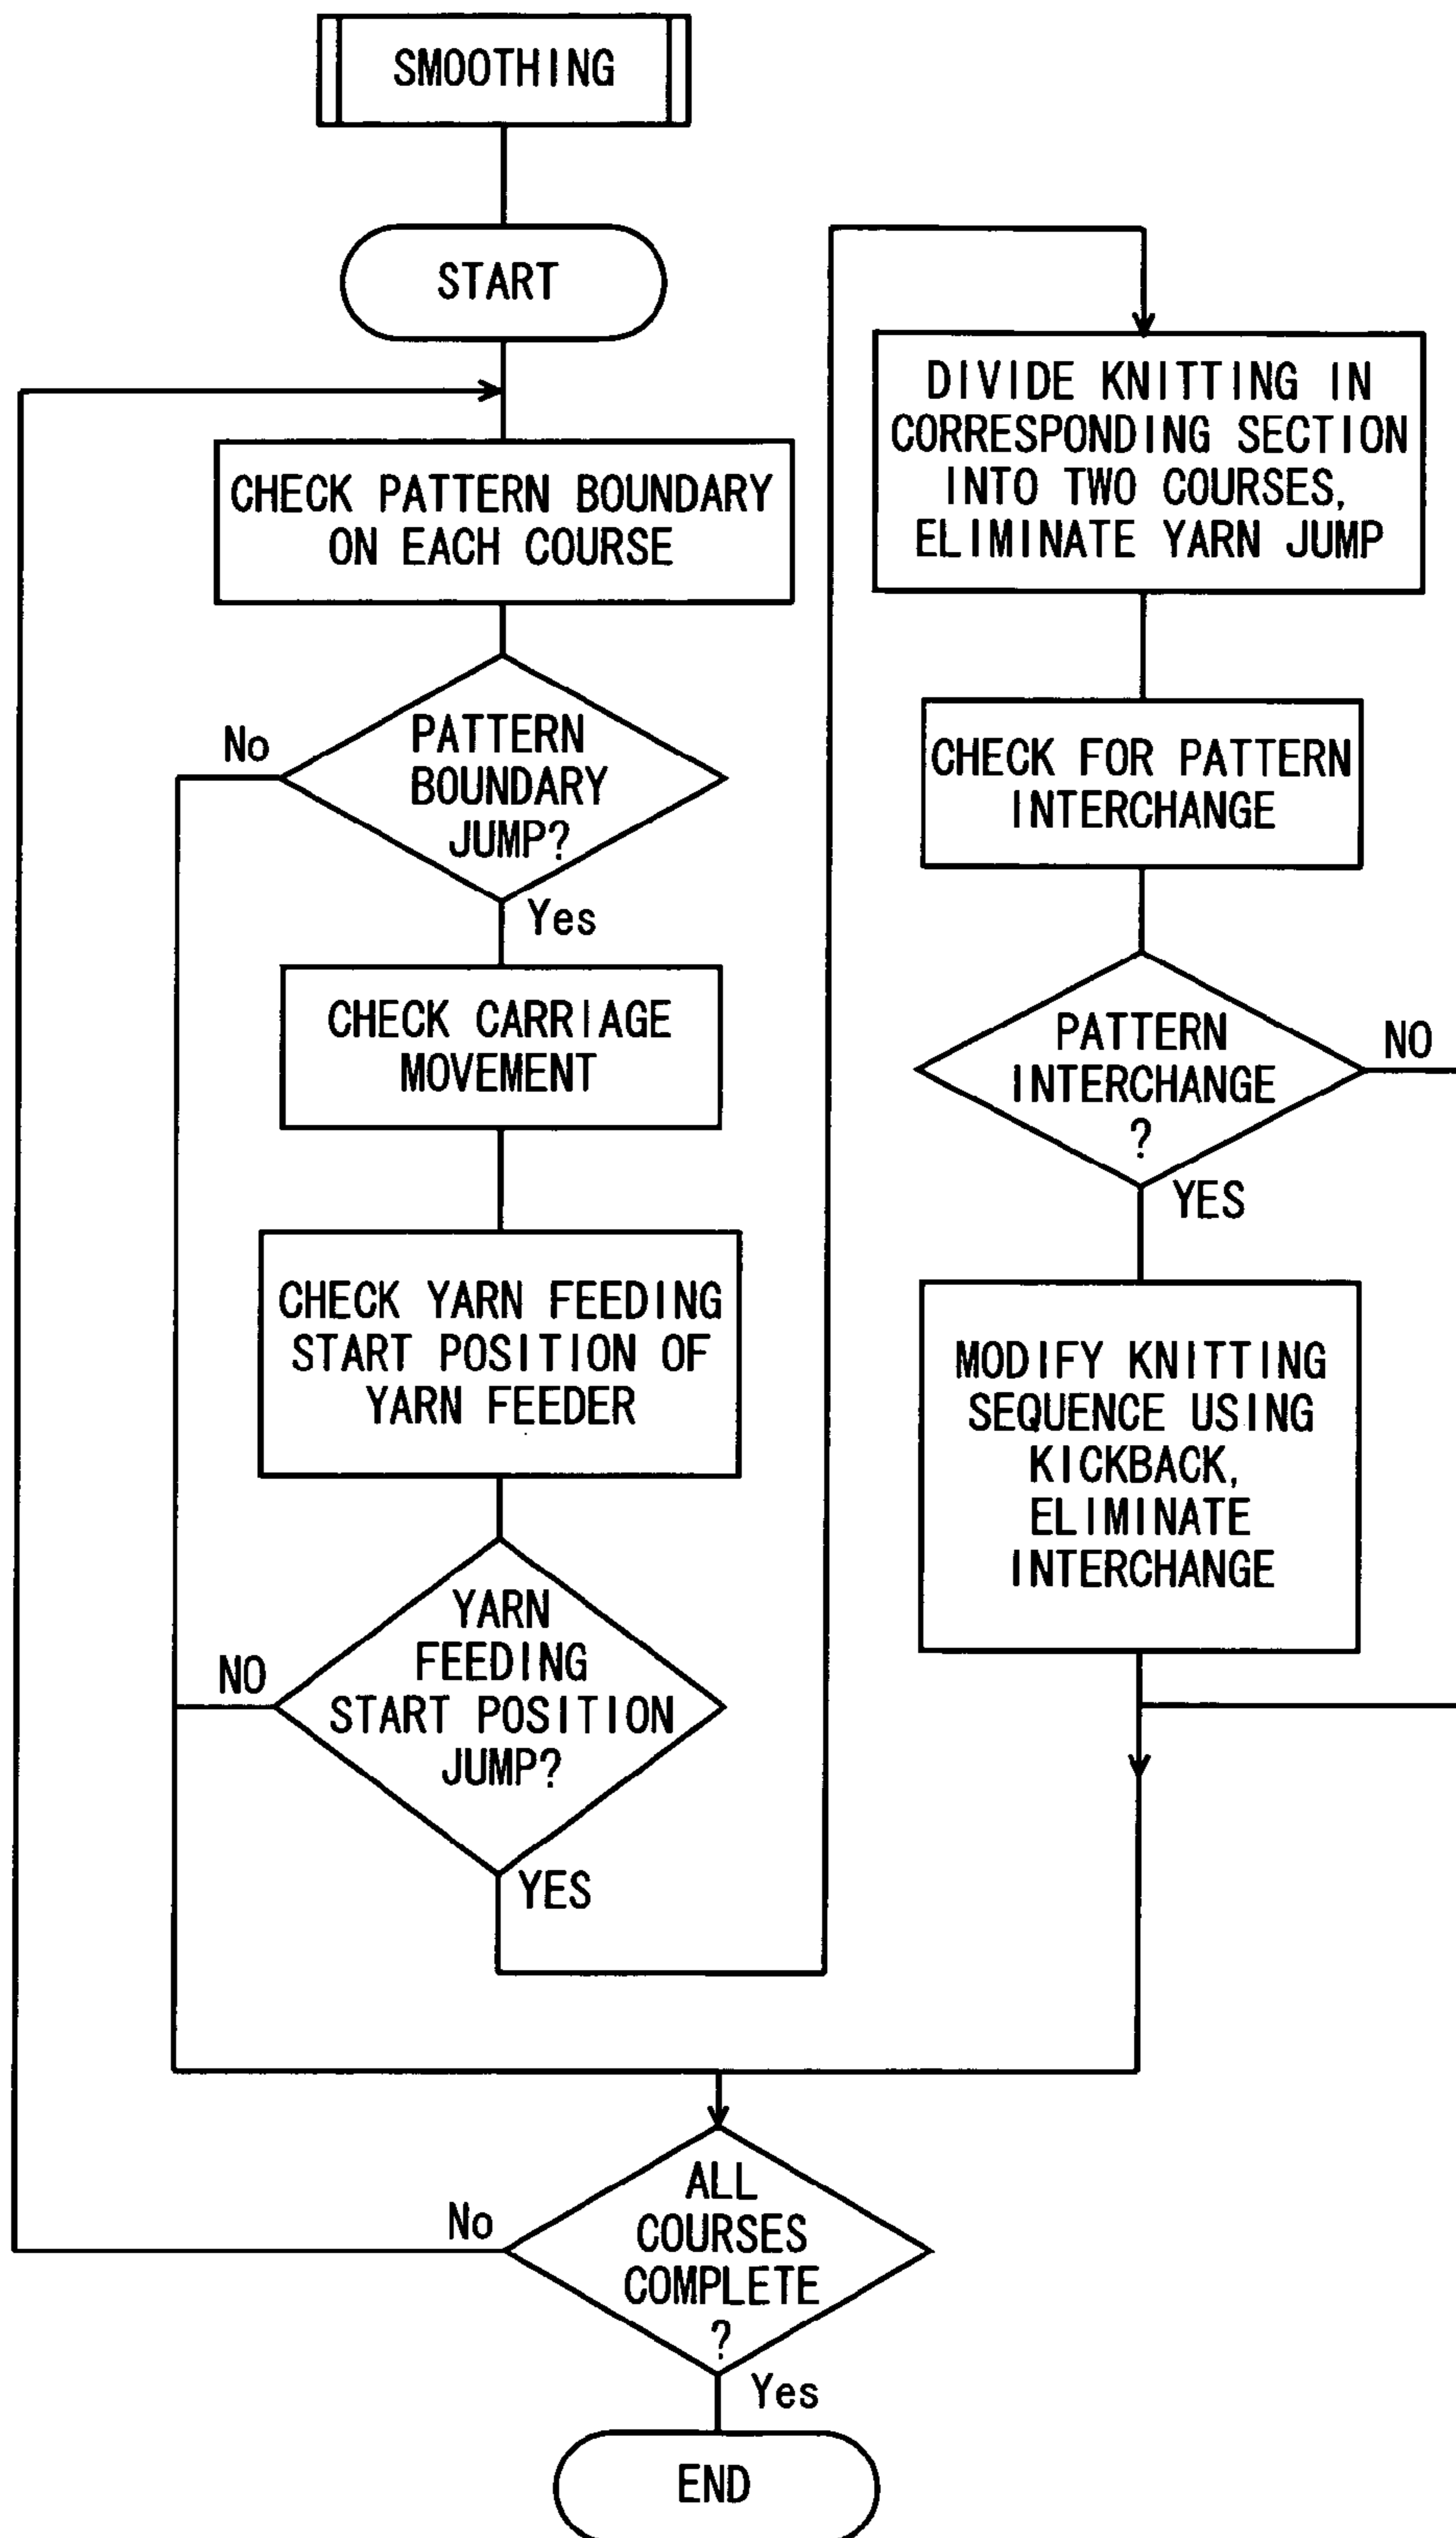 SMOOTHING
START
CHECK PATTERN BOUNDARY
ON EACH COURSE
PATTERN
BOUNDARY
JUMP?
No
Yes
CHECK CARRIAGE
MOVEMENT
CHECK YARN FEEDING
START POSITION OF
YARN FEEDER
YARN
FEEDING
START POSITION
JUMP?
NO
YES
DIVIDE KNITTING IN
CORRESPONDING SECTION
INTO TWO COURSES,
ELIMINATE YARN JUMP
CHECK FOR PATTERN
INTERCHANGE
PATTERN
INTERCHANGE
?
NO
YES
MODIFY KNITTING
SEQUENCE USING
KICKBACK,
ELIMINATE
INTERCHANGE
ALL
COURSES
COMPLETE
?
No
Yes
END